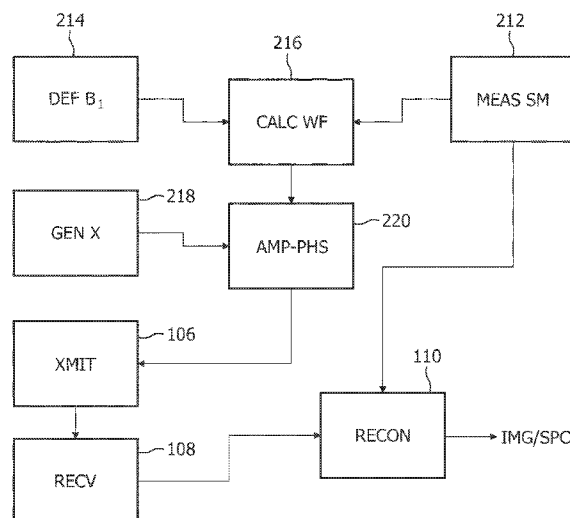 214
216
212
DEF B₁
CALC WF
MEAS SM
218
220
GEN X
AMP-PHS
106
110
XMIT
108
RECON
IMG/SPC
RECV